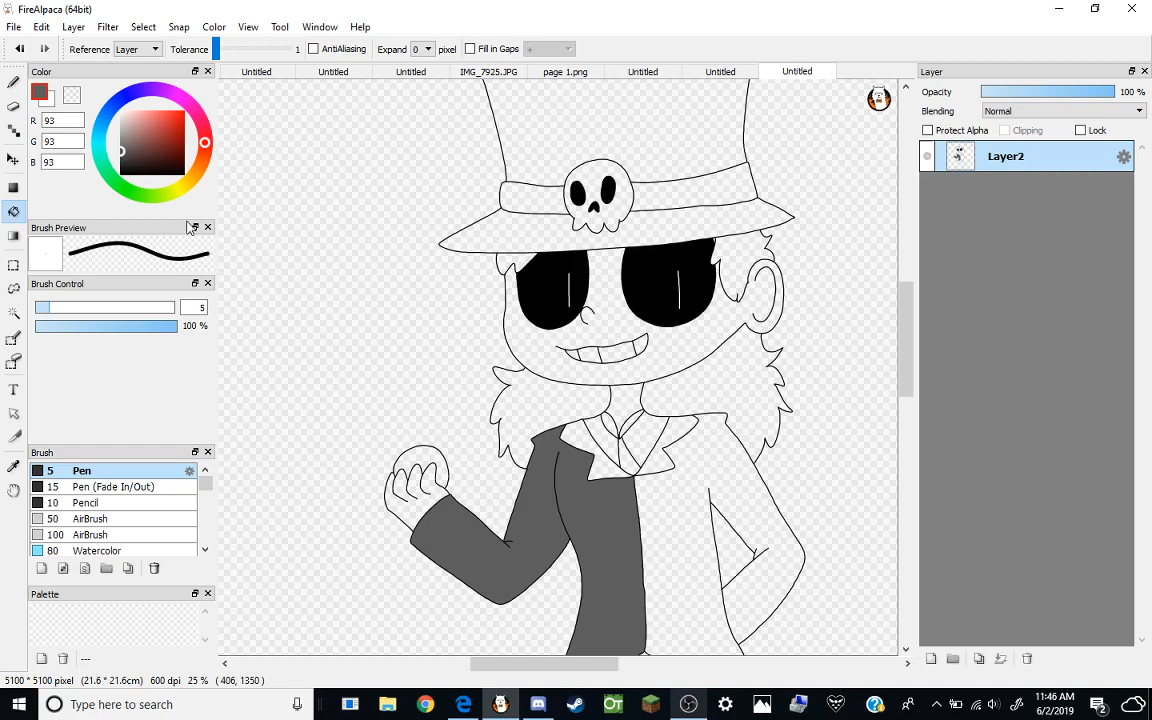 FireAlpaca (64bit)
File Edit Layer Filter Select Snap Color View Tool Window Help
Reference Layer Tolerance 1 AntiAliasing Expand 0 pixel Fill in Gaps +
Color
Untitled Untitled Untitled IMG_7925.JPG page 1.png Untitled Untitled Untitled
Layer
Opacity 100 %
Blending Normal
Protect Alpha Clipping Lock
Layer2
R 93
G 93
B 93
Brush Preview
Brush Control
5
100 %
Brush
5 Pen
15 Pen (Fade In/Out)
10 Pencil
50 AirBrush
100 AirBrush
80 Watercolor
Palette
---
5100 * 5100 pixel (21.6 * 21.6cm) 600 dpi 25 % ( 406, 1350 )
Type here to search
OT
11:46 AM
6/2/2019
2